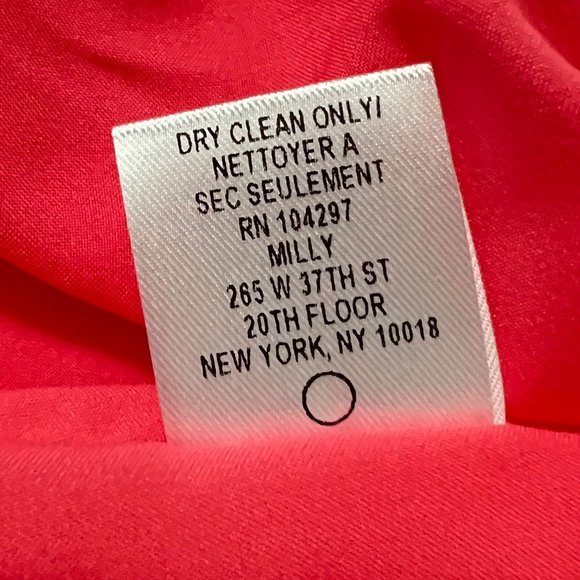 DRY CLEAN ONLY/
NETTOYER A
SEC SEULEMENT
RN 104297
MILLY
265 W 37TH ST
20TH FLOOR
NEW YORK, NY 10018